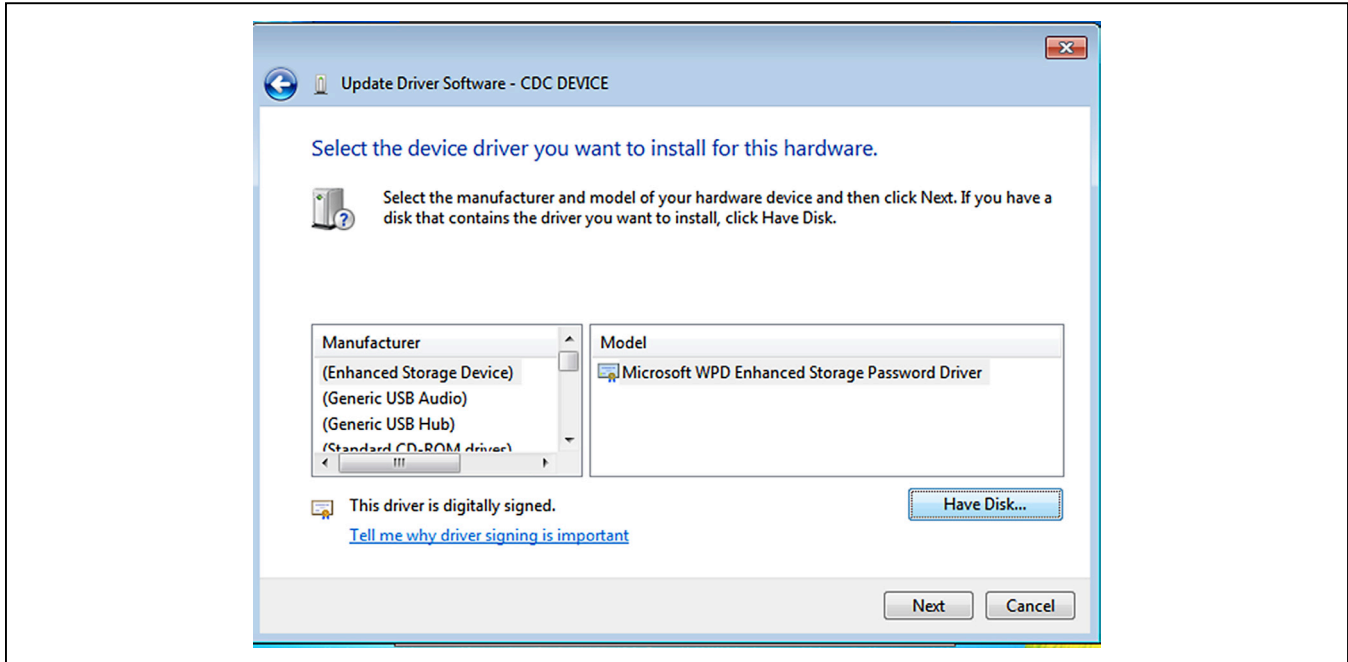 Update Driver Software - CDC DEVICE
Select the device driver you want to install for this hardware.
Select the manufacturer and model of your hardware device and then click Next. If you have a
disk that contains the driver you want to install, click Have Disk.
Manufacturer
(Enhanced Storage Device)
(Generic USB Audio)
(Generic USB Hub)
(Standard CD-ROM drives)
Model
Microsoft WPD Enhanced Storage Password Driver
This driver is digitally signed.
Tell me why driver signing is important
Have Disk...
Next
Cancel